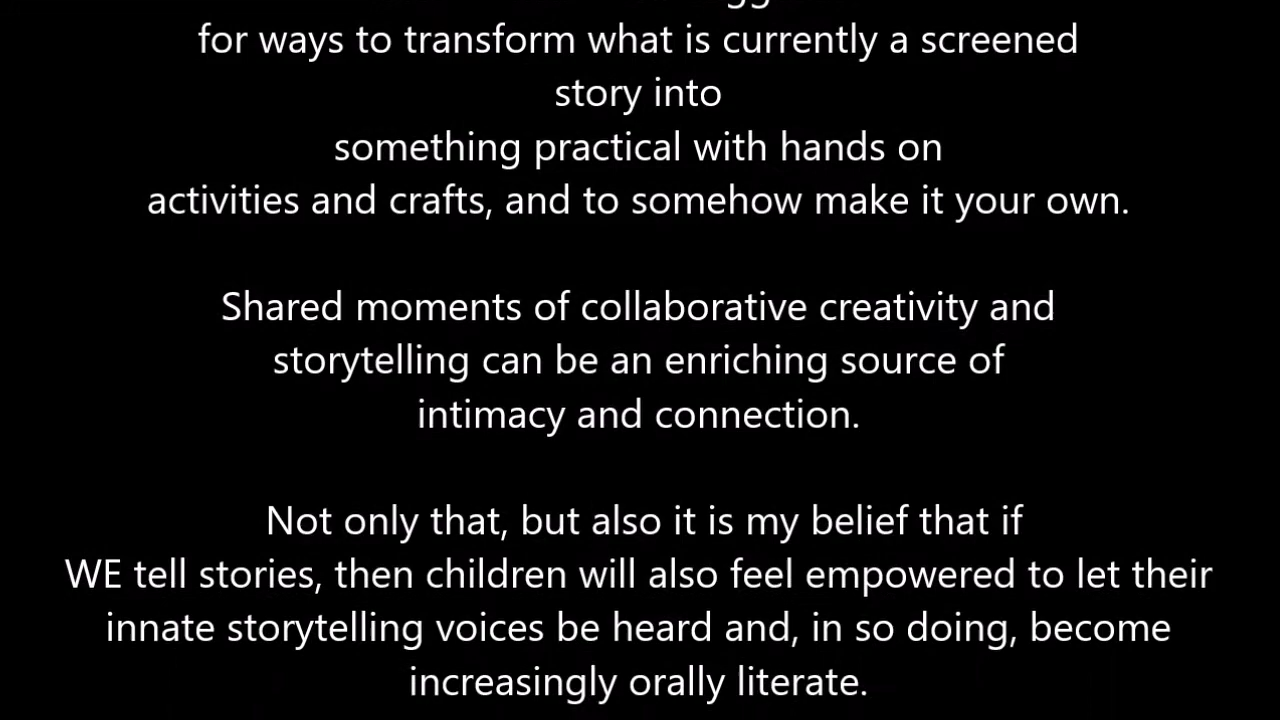 for ways to transform what is currently a screened
story into
something practical with hands on
activities and crafts, and to somehow make it your own.
Shared moments of collaborative creativity and
storytelling can be an enriching source of
intimacy and connection.
Not only that, but also it is my belief that if
WE tell stories, then children will also feel empowered to let their
innate storytelling voices be heard and, in so doing, become
increasingly orally literate.